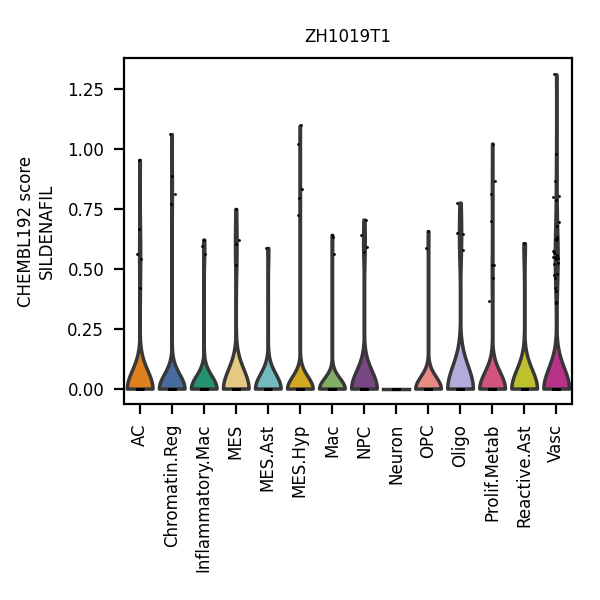 ZH1019T1
CHEMBL192 score
SILDENAFIL
1.25
1.00
0.75
0.50
0.25
0.00
AC
Chromatin.Reg
Inflammatory.Mac
MES
MES.Ast
MES.Hyp
Mac
NPC
Neuron
OPC
Oligo
Prolif.Metab
Reactive.Ast
Vasc